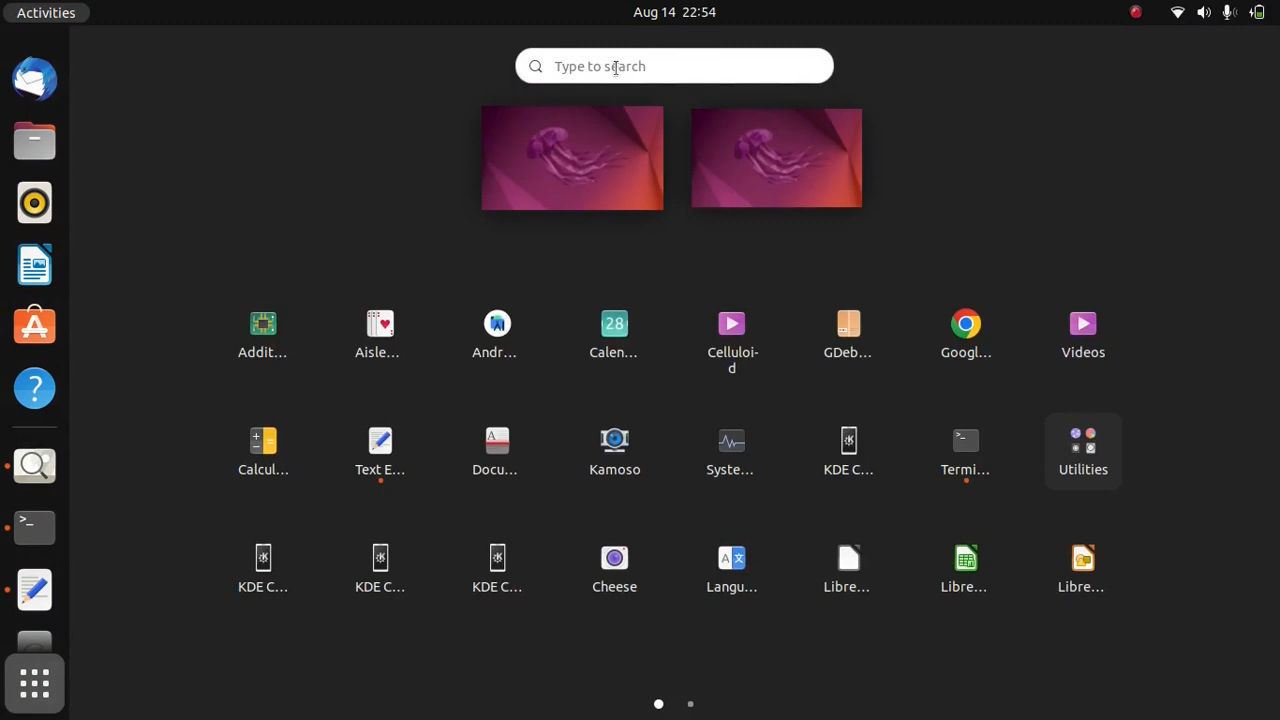 Activities
Aug 14 22:54
Type to search
Addit...
Aisle...
Andr...
28
Calen...
Celluloi-
d
GDeb...
Googl...
Videos
Calcul...
Text E...
Docu...
Kamoso
Syste...
KDE C...
Termi...
Utilities
KDE C...
KDE C...
KDE C...
Cheese
Langu...
Libre...
Libre...
Libre...